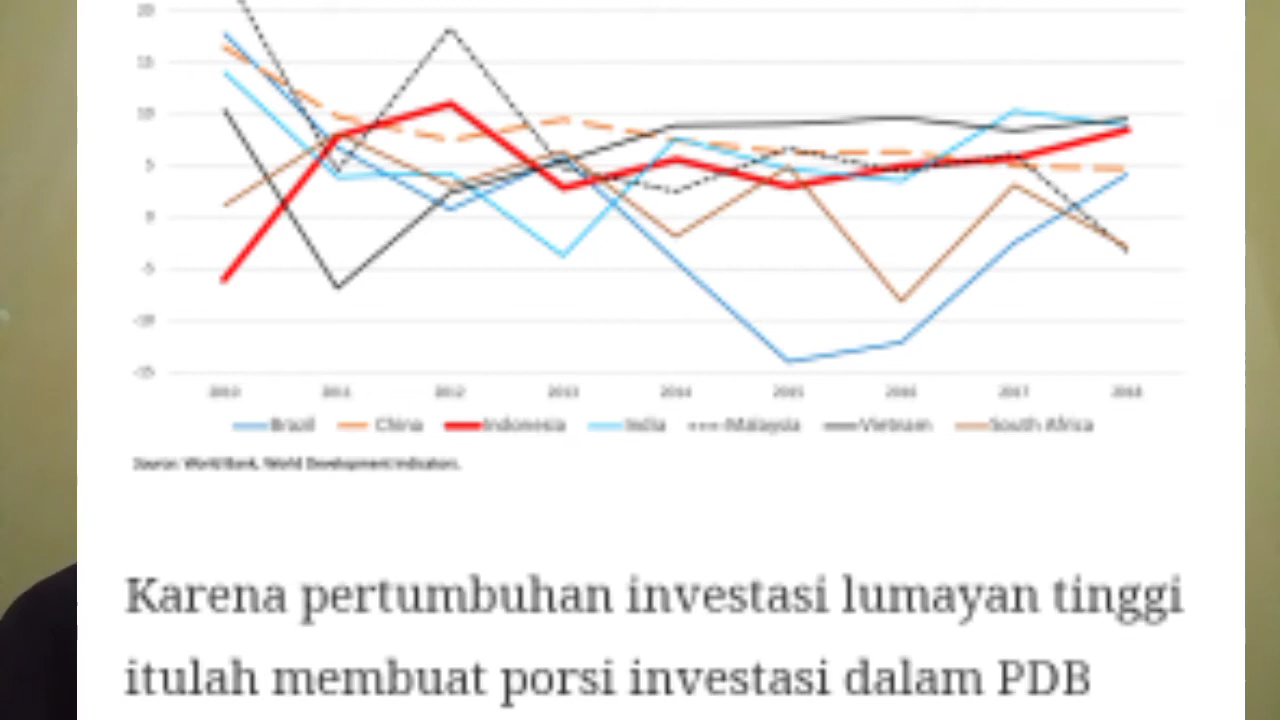 20
15
10
5
0
-5
-10
-15
2010 2011 2012 2013 2014 2015 2016 2017 2018
Brazil China Indonesia India Malaysia Vietnam South Africa
Source: World Bank, World Development Indicators.
Karena pertumbuhan investasi lumayan tinggi
itulah membuat porsi investasi dalam PDB